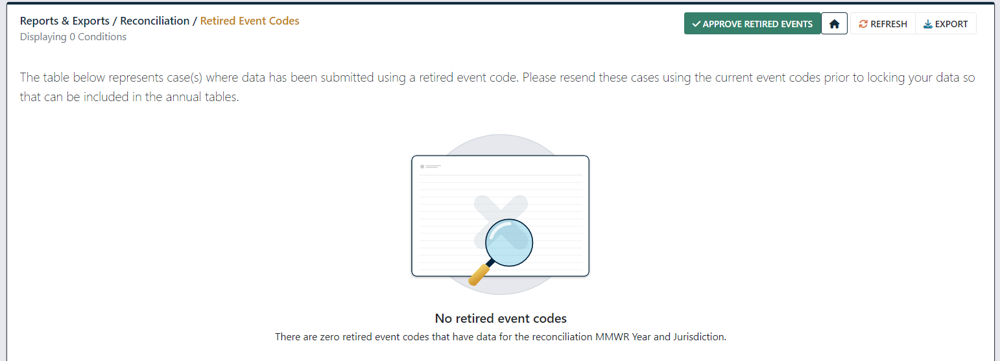 Reports & Exports / Reconciliation / Retired Event Codes
Displaying 0 Conditions
APPROVE RETIRED EVENTS
REFRESH
EXPORT
The table below represents case(s) where data has been submitted using a retired event code. Please resend these cases using the current event codes prior to locking your data so
that can be included in the annual tables.
No retired event codes
There are zero retired event codes that have data for the reconciliation MMWR Year and Jurisdiction.